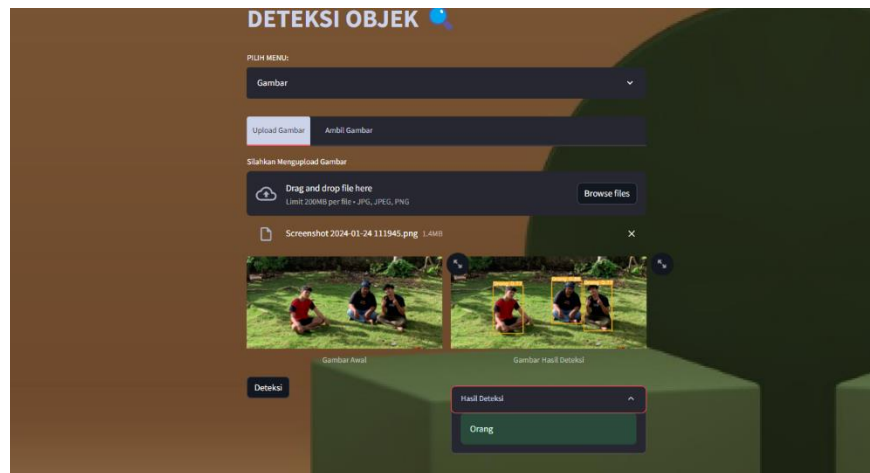 DETEKSI OBJEK
PILIH MENU:
Gambar
Upload Gambar Ambil Gambar
Silahkan Mengupload Gambar
Drag and drop file here
Limit 200MB per file • JPG, JPEG, PNG
Browse files
Screenshot 2024-01-24 111945.png 1.4MB
Gambar Awal
Gambar Hasil Deteksi
Deteksi
Hasil Deteksi
Orang